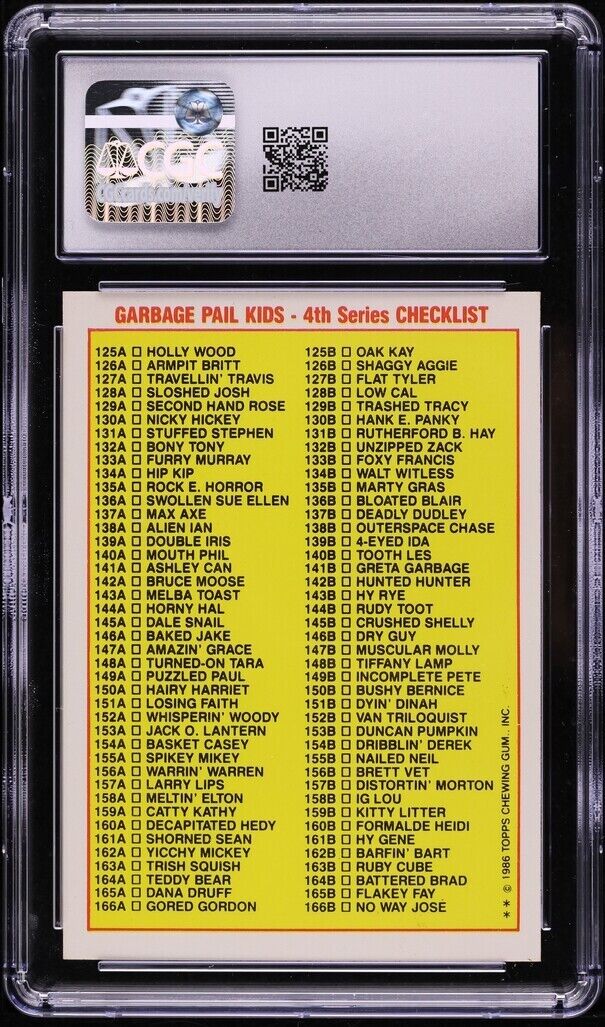 CGC
GARBAGE PAIL KIDS - 4th Series CHECKLIST
125A □ HOLLY WOOD 125B □ OAK KAY
126A □ ARMPIT BRITT 126B □ SHAGGY AGGIE
127A □ TRAVELLIN' TRAVIS 127B □ FLAT TYLER
128A □ SLOSHED JOSH 128B □ LOW CAL
129A □ SECOND HAND ROSE 129B □ TRASHED TRACY
130A □ NICKY HICKEY 130B □ HANK E. PANKY
131A □ STUFFED STEPHEN 131B □ RUTHERFORD B. HAY
132A □ BONY TONY 132B □ UNZIPPED ZACK
133A □ FURRY MURRAY 133B □ FOXY FRANCIS
134A □ HIP KIP 134B □ WALT WITLESS
135A □ ROCK E. HORROR 135B □ MARTY GRAS
136A □ SWOLLEN SUE ELLEN 136B □ BLOATED BLAIR
137A □ MAX AXE 137B □ DEADLY DUDLEY
138A □ ALIEN IAN 138B □ OUTERSPACE CHASE
139A □ DOUBLE IRIS 139B □ 4-EYED IDA
140A □ MOUTH PHIL 140B □ TOOTH LES
141A □ ASHLEY CAN 141B □ GRETA GARBAGE
142A □ BRUCE MOOSE 142B □ HUNTED HUNTER
143A □ MELBA TOAST 143B □ HY RYE
144A □ HORNY HAL 144B □ RUDY TOOT
145A □ DALE SNAIL 145B □ CRUSHED SHELLY
146A □ BAKED JAKE 146B □ DRY GUY
147A □ AMAZIN' GRACE 147B □ MUSCULAR MOLLY
148A □ TURNED-ON TARA 148B □ TIFFANY LAMP
149A □ PUZZLED PAUL 149B □ INCOMPLETE PETE
150A □ HAIRY HARRIET 150B □ BUSHY BERNICE
151A □ LOSING FAITH 151B □ DYIN' DINAH
152A □ WHISPERIN' WOODY 152B □ VAN TRILOQUIST
153A □ JACK O. LANTERN 153B □ DUNCAN PUMPKIN
154A □ BASKET CASEY 154B □ DRIBBLIN' DEREK
155A □ SPIKEY MIKEY 155B □ NAILED NEIL
156A □ WARRIN' WARREN 156B □ BRETT VET
157A □ LARRY LIPS 157B □ DISTORTIN' MORTON
158A □ MELTIN' ELTON 158B □ IG LOU
159A □ CATTY KATHY 159B □ KITTY LITTER
160A □ DECAPITATED HEDY 160B □ FORMALDE HEIDI
161A □ SHORNED SEAN 161B □ HY GENE
162A □ YICCHY MICKEY 162B □ BARFIN' BART
163A □ TRISH SQUISH 163B □ RUBY CUBE
164A □ TEDDY BEAR 164B □ BATTERED BRAD
165A □ DANA DRUFF 165B □ FLAKEY FAY
166A □ GORED GORDON 166B □ NO WAY JOSÉ
** © 1986 TOPPS CHEWING GUM., INC.